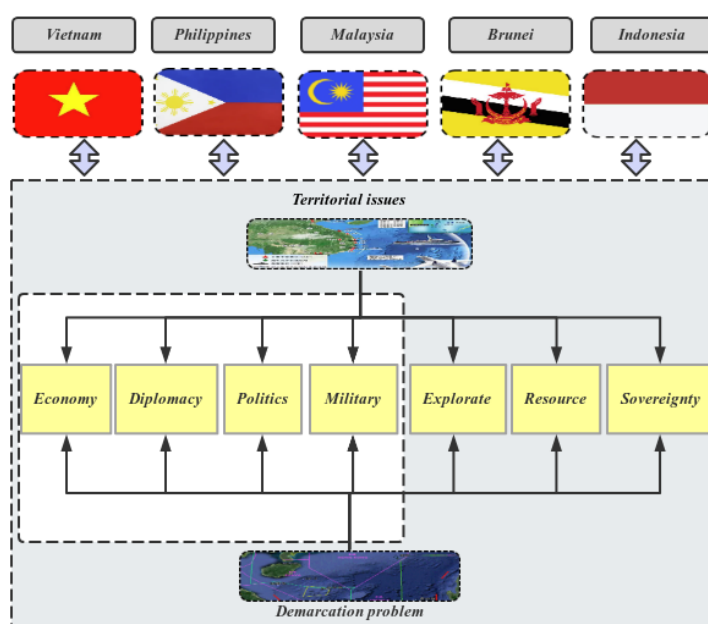 Vietnam
Philippines
Malaysia
Brunei
Indonesia
Territorial issues
Economy
Diplomacy
Politics
Military
Explorate
Resource
Sovereignty
Demarcation problem